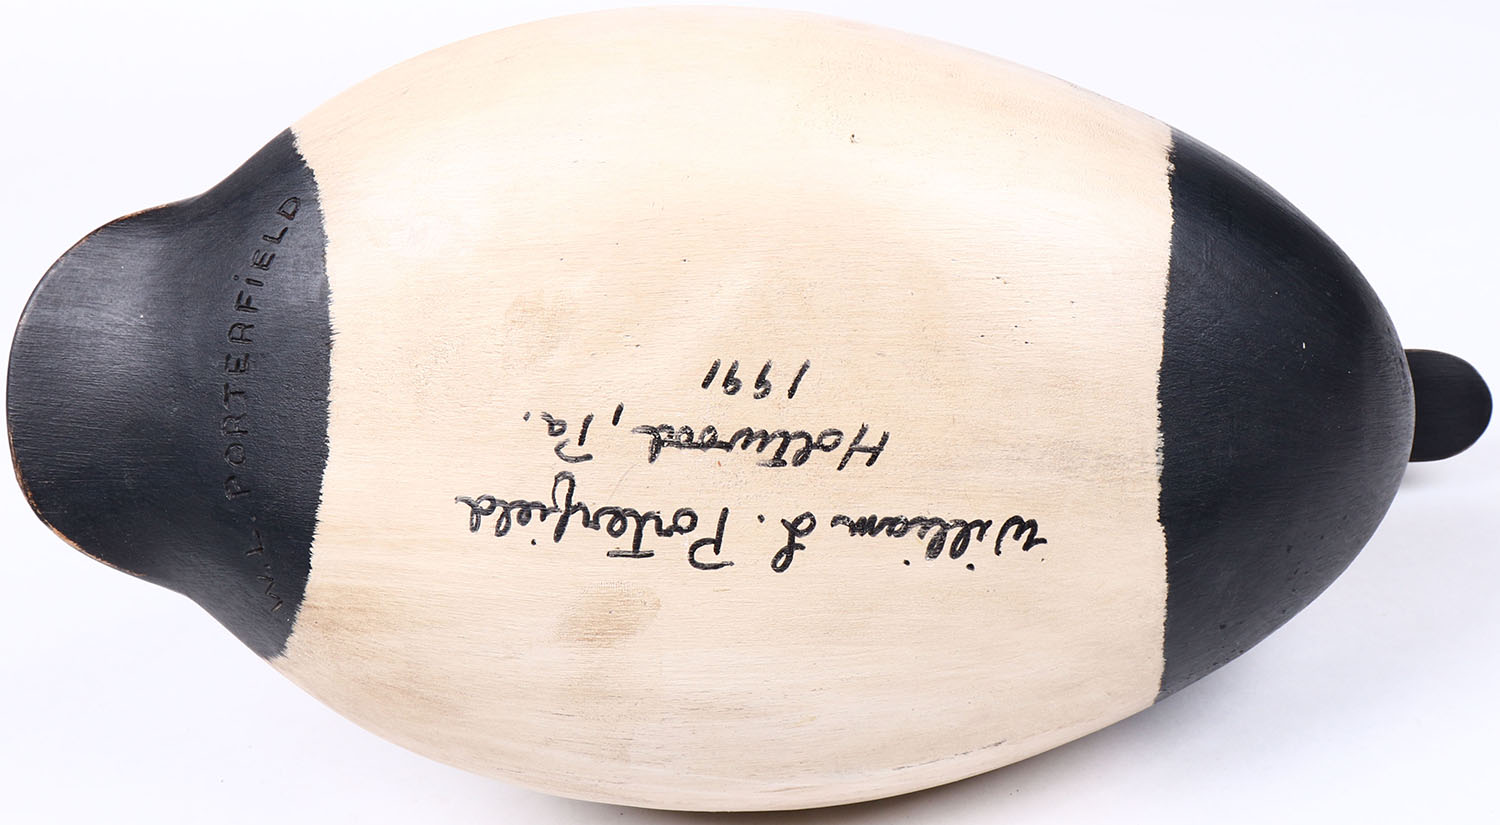 William L. Porterfield
Holtwood, Pa.
1991
W. L. PORTERFiELD